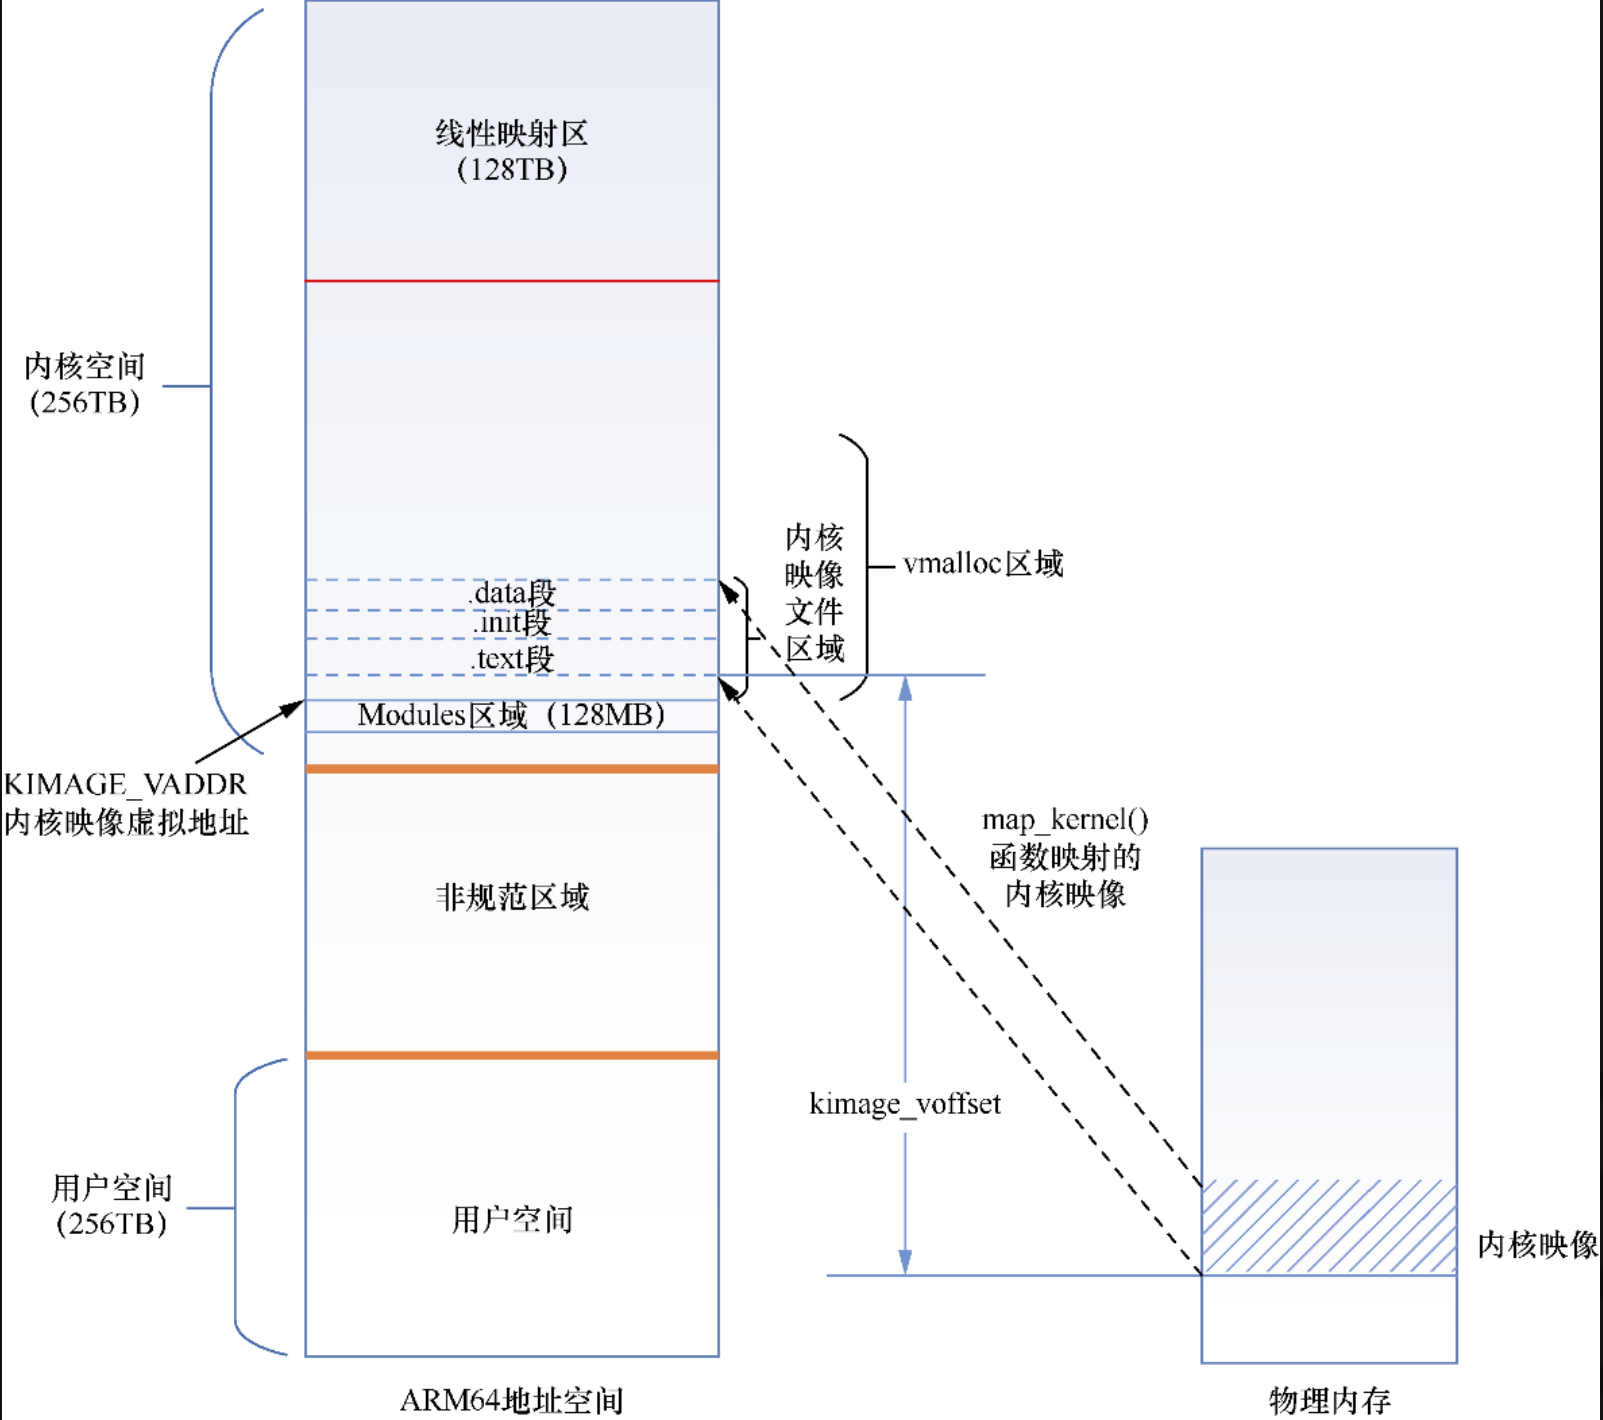 线性映射区
(128TB)
内核空间
(256TB)
内核
映像
文件
区域
vmalloc区域
.data段
.init段
.text段
Modules区域（128MB）
KIMAGE_VADDR
内核映像虚拟地址
map_kernel()
函数映射的
内核映像
非规范区域
kimage_voffset
用户空间
(256TB)
用户空间
内核映像
ARM64地址空间
物理内存